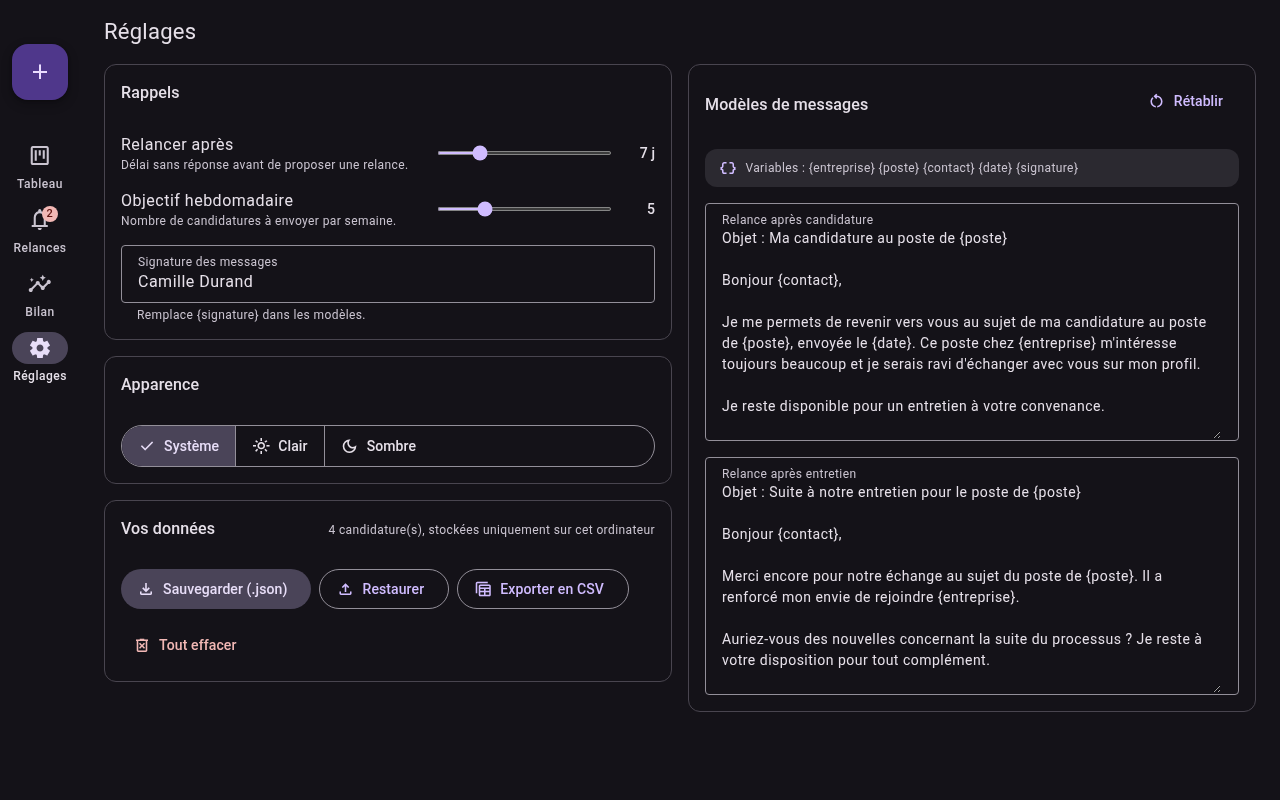 Réglages
Tableau
2
Relances
Bilan
Réglages
Rappels
Relancer après
Délai sans réponse avant de proposer une relance.
7 j
Objectif hebdomadaire
Nombre de candidatures à envoyer par semaine.
5
Signature des messages
Camille Durand
Remplace {signature} dans les modèles.
Apparence
Système
Clair
Sombre
Vos données
4 candidature(s), stockées uniquement sur cet ordinateur
Sauvegarder (.json)
Restaurer
Exporter en CSV
Tout effacer
Modèles de messages
Rétablir
Variables : {entreprise} {poste} {contact} {date} {signature}
Relance après candidature
Objet : Ma candidature au poste de {poste}
Bonjour {contact},
Je me permets de revenir vers vous au sujet de ma candidature au poste
de {poste}, envoyée le {date}. Ce poste chez {entreprise} m'intéresse
toujours beaucoup et je serais ravi d'échanger avec vous sur mon profil.
Je reste disponible pour un entretien à votre convenance.
Relance après entretien
Objet : Suite à notre entretien pour le poste de {poste}
Bonjour {contact},
Merci encore pour notre échange au sujet du poste de {poste}. Il a
renforcé mon envie de rejoindre {entreprise}.
Auriez-vous des nouvelles concernant la suite du processus ? Je reste à
votre disposition pour tout complément.